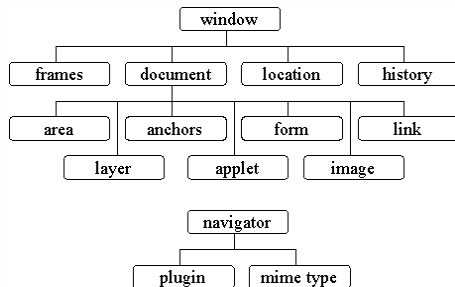 window
frames document location history
area anchors form link
layer applet image
navigator
plugin mime type